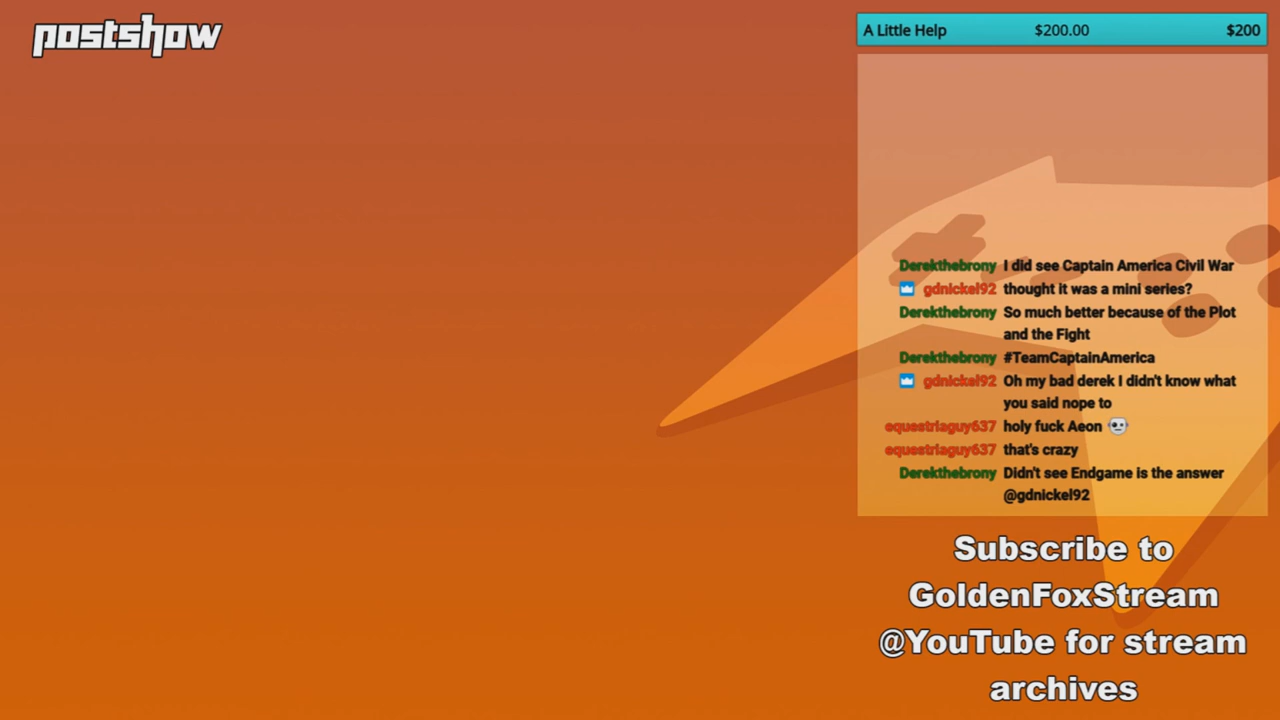 postshow
A Little Help $200.00 $200
Derekthebrony I did see Captain America Civil War
gdnickel92 thought it was a mini series?
Derekthebrony So much better because of the Plot
and the Fight
Derekthebrony #TeamCaptainAmerica
gdnickel92 Oh my bad derek I didn't know what
you said nope to
equestriaguy637 holy fuck Aeon
equestriaguy637 that's crazy
Derekthebrony Didn't see Endgame is the answer
@gdnickel92
Subscribe to
GoldenFoxStream
@YouTube for stream
archives